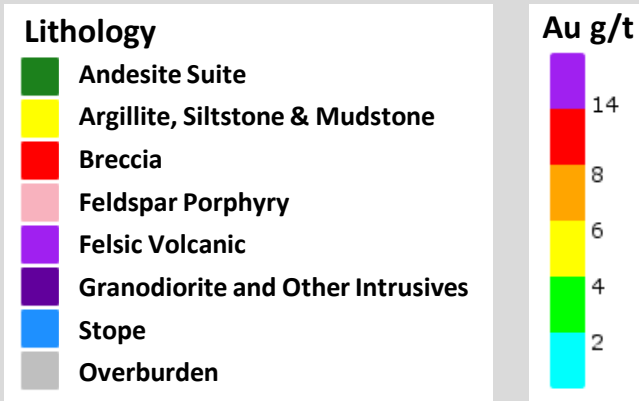 Lithology
Andesite Suite
Argillite, Siltstone & Mudstone
Breccia
Feldspar Porphyry
Felsic Volcanic
Granodiorite and Other Intrusives
Stope
Overburden
Au g/t
14
8
6
4
2